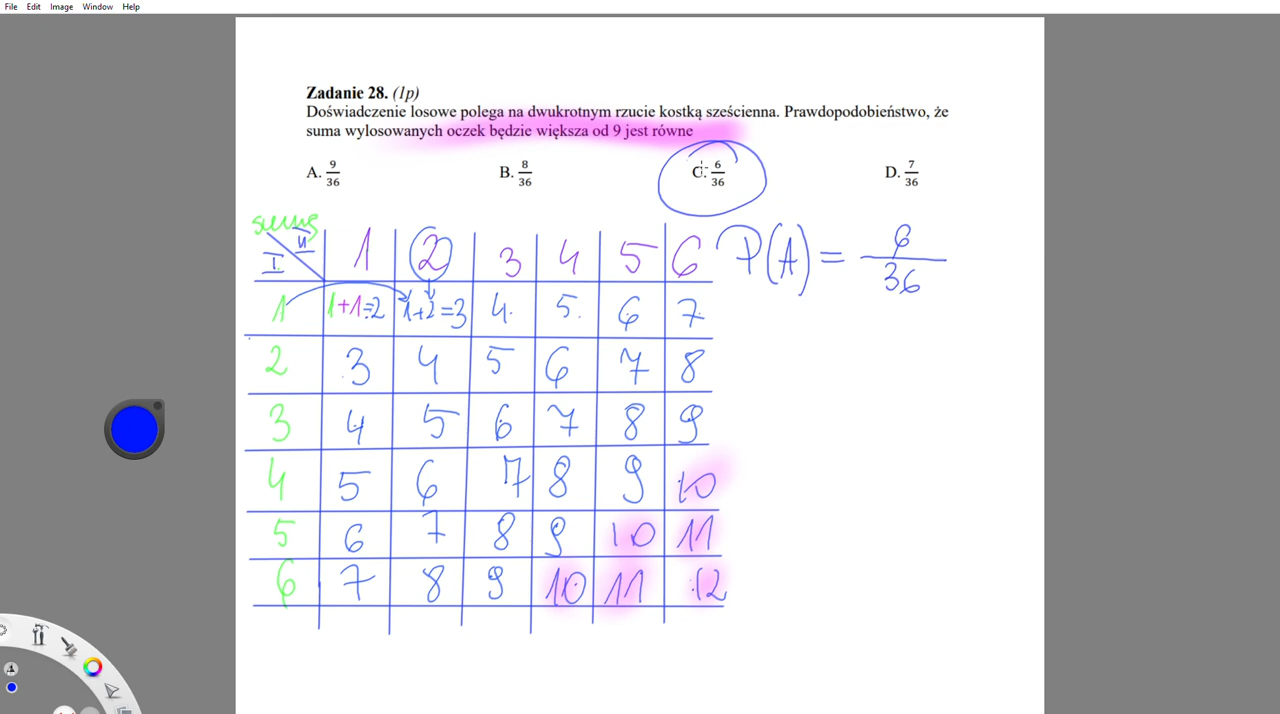 File Edit Image Window Help
Zadanie 28. (1p)
Doświadczenie losowe polega na dwukrotnym rzucie kostką sześcienna. Prawdopodobieństwo, że
suma wylosowanych oczek będzie większa od 9 jest równe
A. 9/36 B. 8/36 C. 6/36 D. 7/36
suma
I II 1 2 3 4 5 6 P(A) = 6/36
1 1+1=2 1+2=3 4. 5. 6 7
2 3 4 5 6 7 8
3 4 5 6 7 8 9
4 5 6 7 8 9 10
5 6 7 8 9 10 11
6 7 8 9 10 11 12